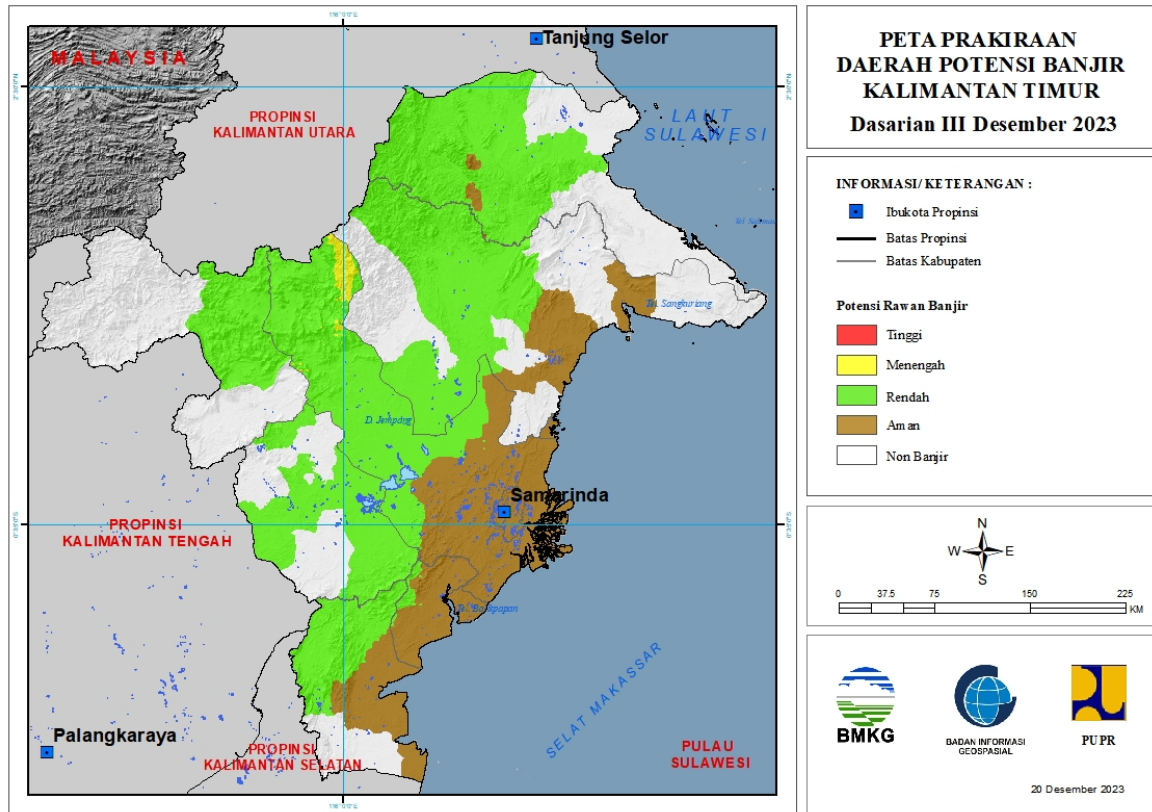 PETA PRAKIRAAN
DAERAH POTENSI BANJIR
KALIMANTAN TIMUR
Dasarian III Desember 2023
INFORMASI/KETERANGAN :
Ibukota Propinsi
Batas Propinsi
Batas Kabupaten
Potensi Rawan Banjir
Tinggi
Menengah
Rendah
Aman
Non Banjir
N
W E
S
0 37.5 75 150 225
KM
BMKG
BADAN INFORMASI
GEOSPASIAL
PUPR
20 Desember 2023
MALAYSIA
Tanjung Selor
PROPINSI
KALIMANTAN UTARA
LAUT
SULAWESI
Tel. Sangkuriang
D. Jempang
Samarinda
PROPINSI
KALIMANTAN TENGAH
SELAT MAKASSAR
Palangkaraya
PROPINSI
KALIMANTAN SELATAN
PULAU
SULAWESI